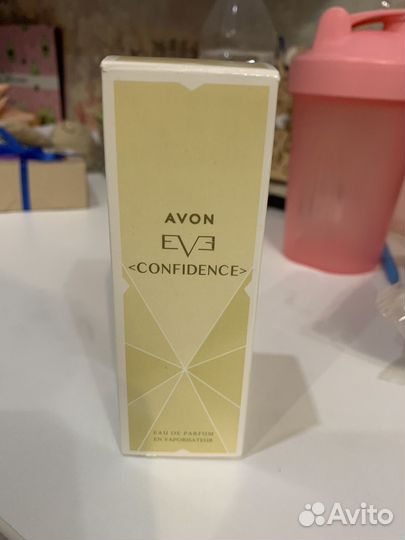 AVON
EVE
<CONFIDENCE>
EAU DE PARFUM
EN VAPORISATEUR
Avito